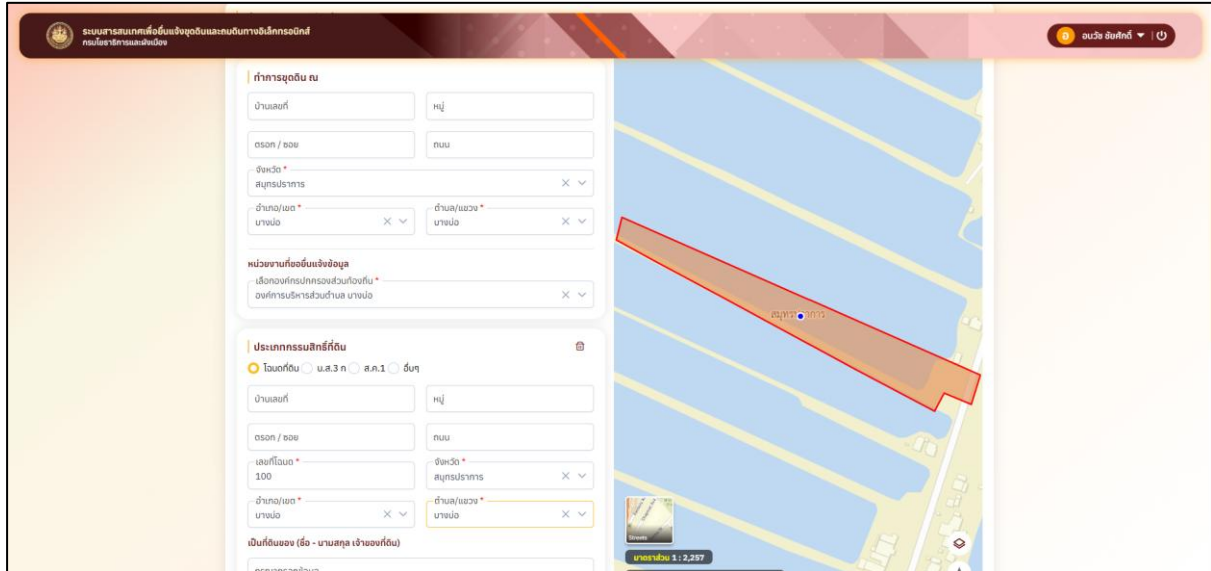 ระบบสารสนเทศเพื่อยื่นแจ้งขุดดินและถมดินทางอิเล็กทรอนิกส์
กรมโยธาธิการและผังเมือง
อ อนวัช ชัยศักดิ์
ทำการขุดดิน ณ
บ้านเลขที่ หมู่
ตรอก / ซอย ถนน
จังหวัด *
สมุทรปราการ
อำเภอ/เขต * ตำบล/แขวง *
บางบ่อ บางบ่อ
หน่วยงานที่ขอยื่นแจ้งข้อมูล
เลือกองค์กรปกครองส่วนท้องถิ่น *
องค์การบริหารส่วนตำบล บางบ่อ
ประเภทกรรมสิทธิ์ที่ดิน
โฉนดที่ดิน น.ส.3 ก ส.ค.1 อื่นๆ
บ้านเลขที่ หมู่
ตรอก / ซอย ถนน
เลขที่โฉนด * จังหวัด *
100 สมุทรปราการ
อำเภอ/เขต * ตำบล/แขวง *
บางบ่อ บางบ่อ
เป็นที่ดินของ (ชื่อ - นามสกุล เจ้าของที่ดิน)
สมุทรปราการ
Streets
มาตราส่วน 1 : 2,257